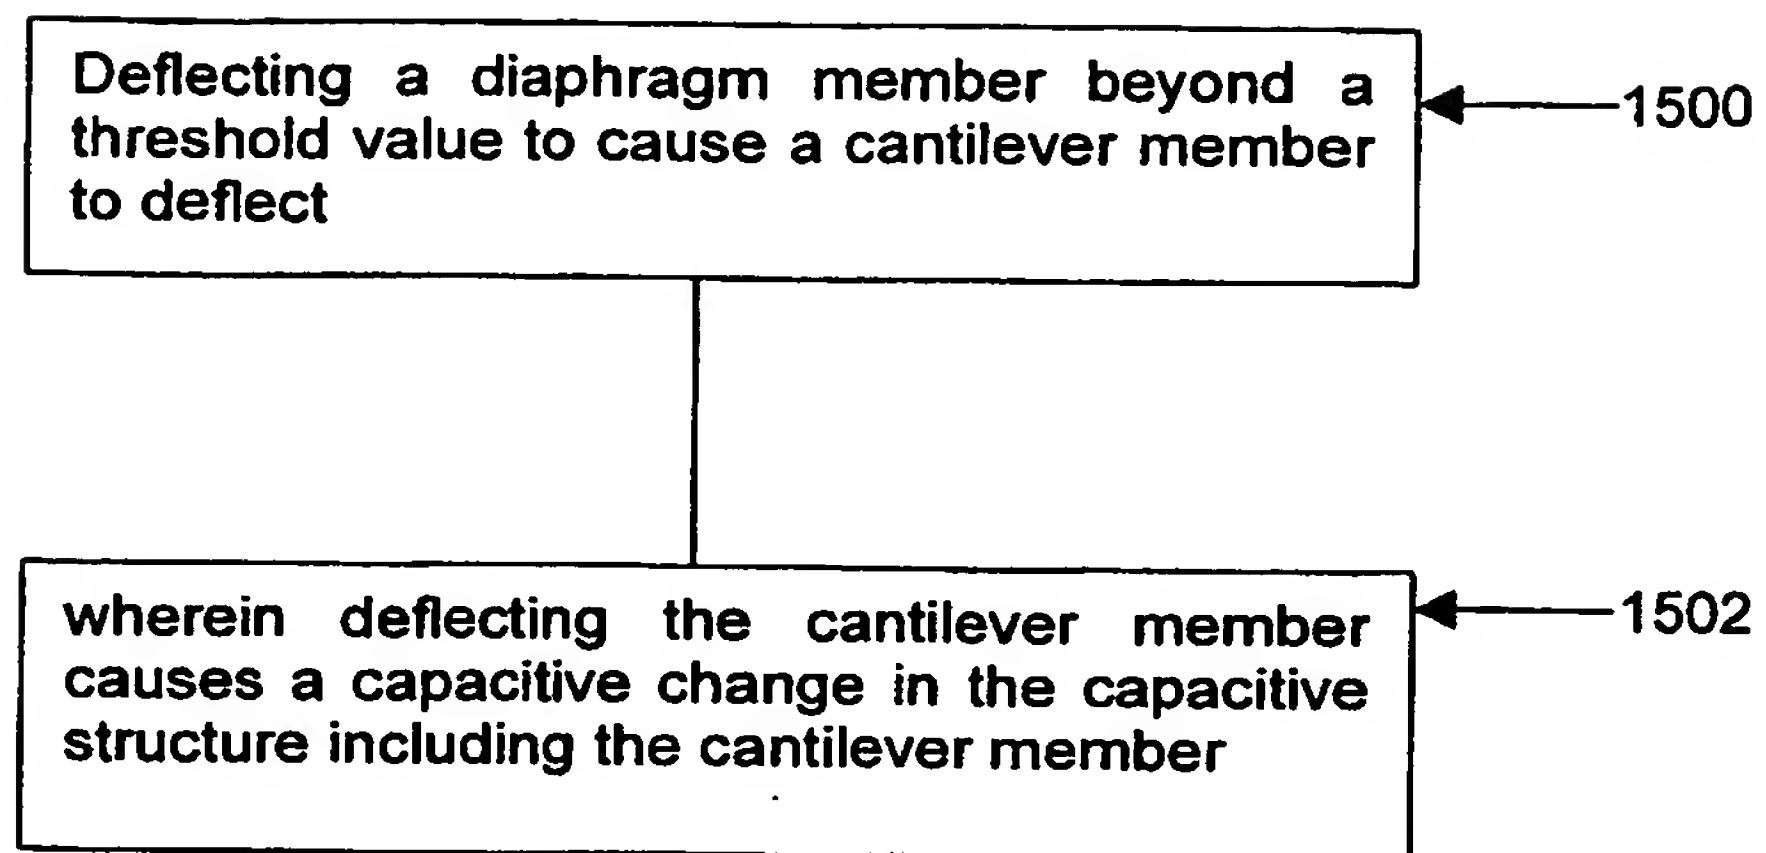 Deflecting a diaphragm member beyond a
threshold value to cause a cantilever member
to deflect
1500
wherein deflecting the cantilever member
causes a capacitive change in the capacitive
structure including the cantilever member
1502